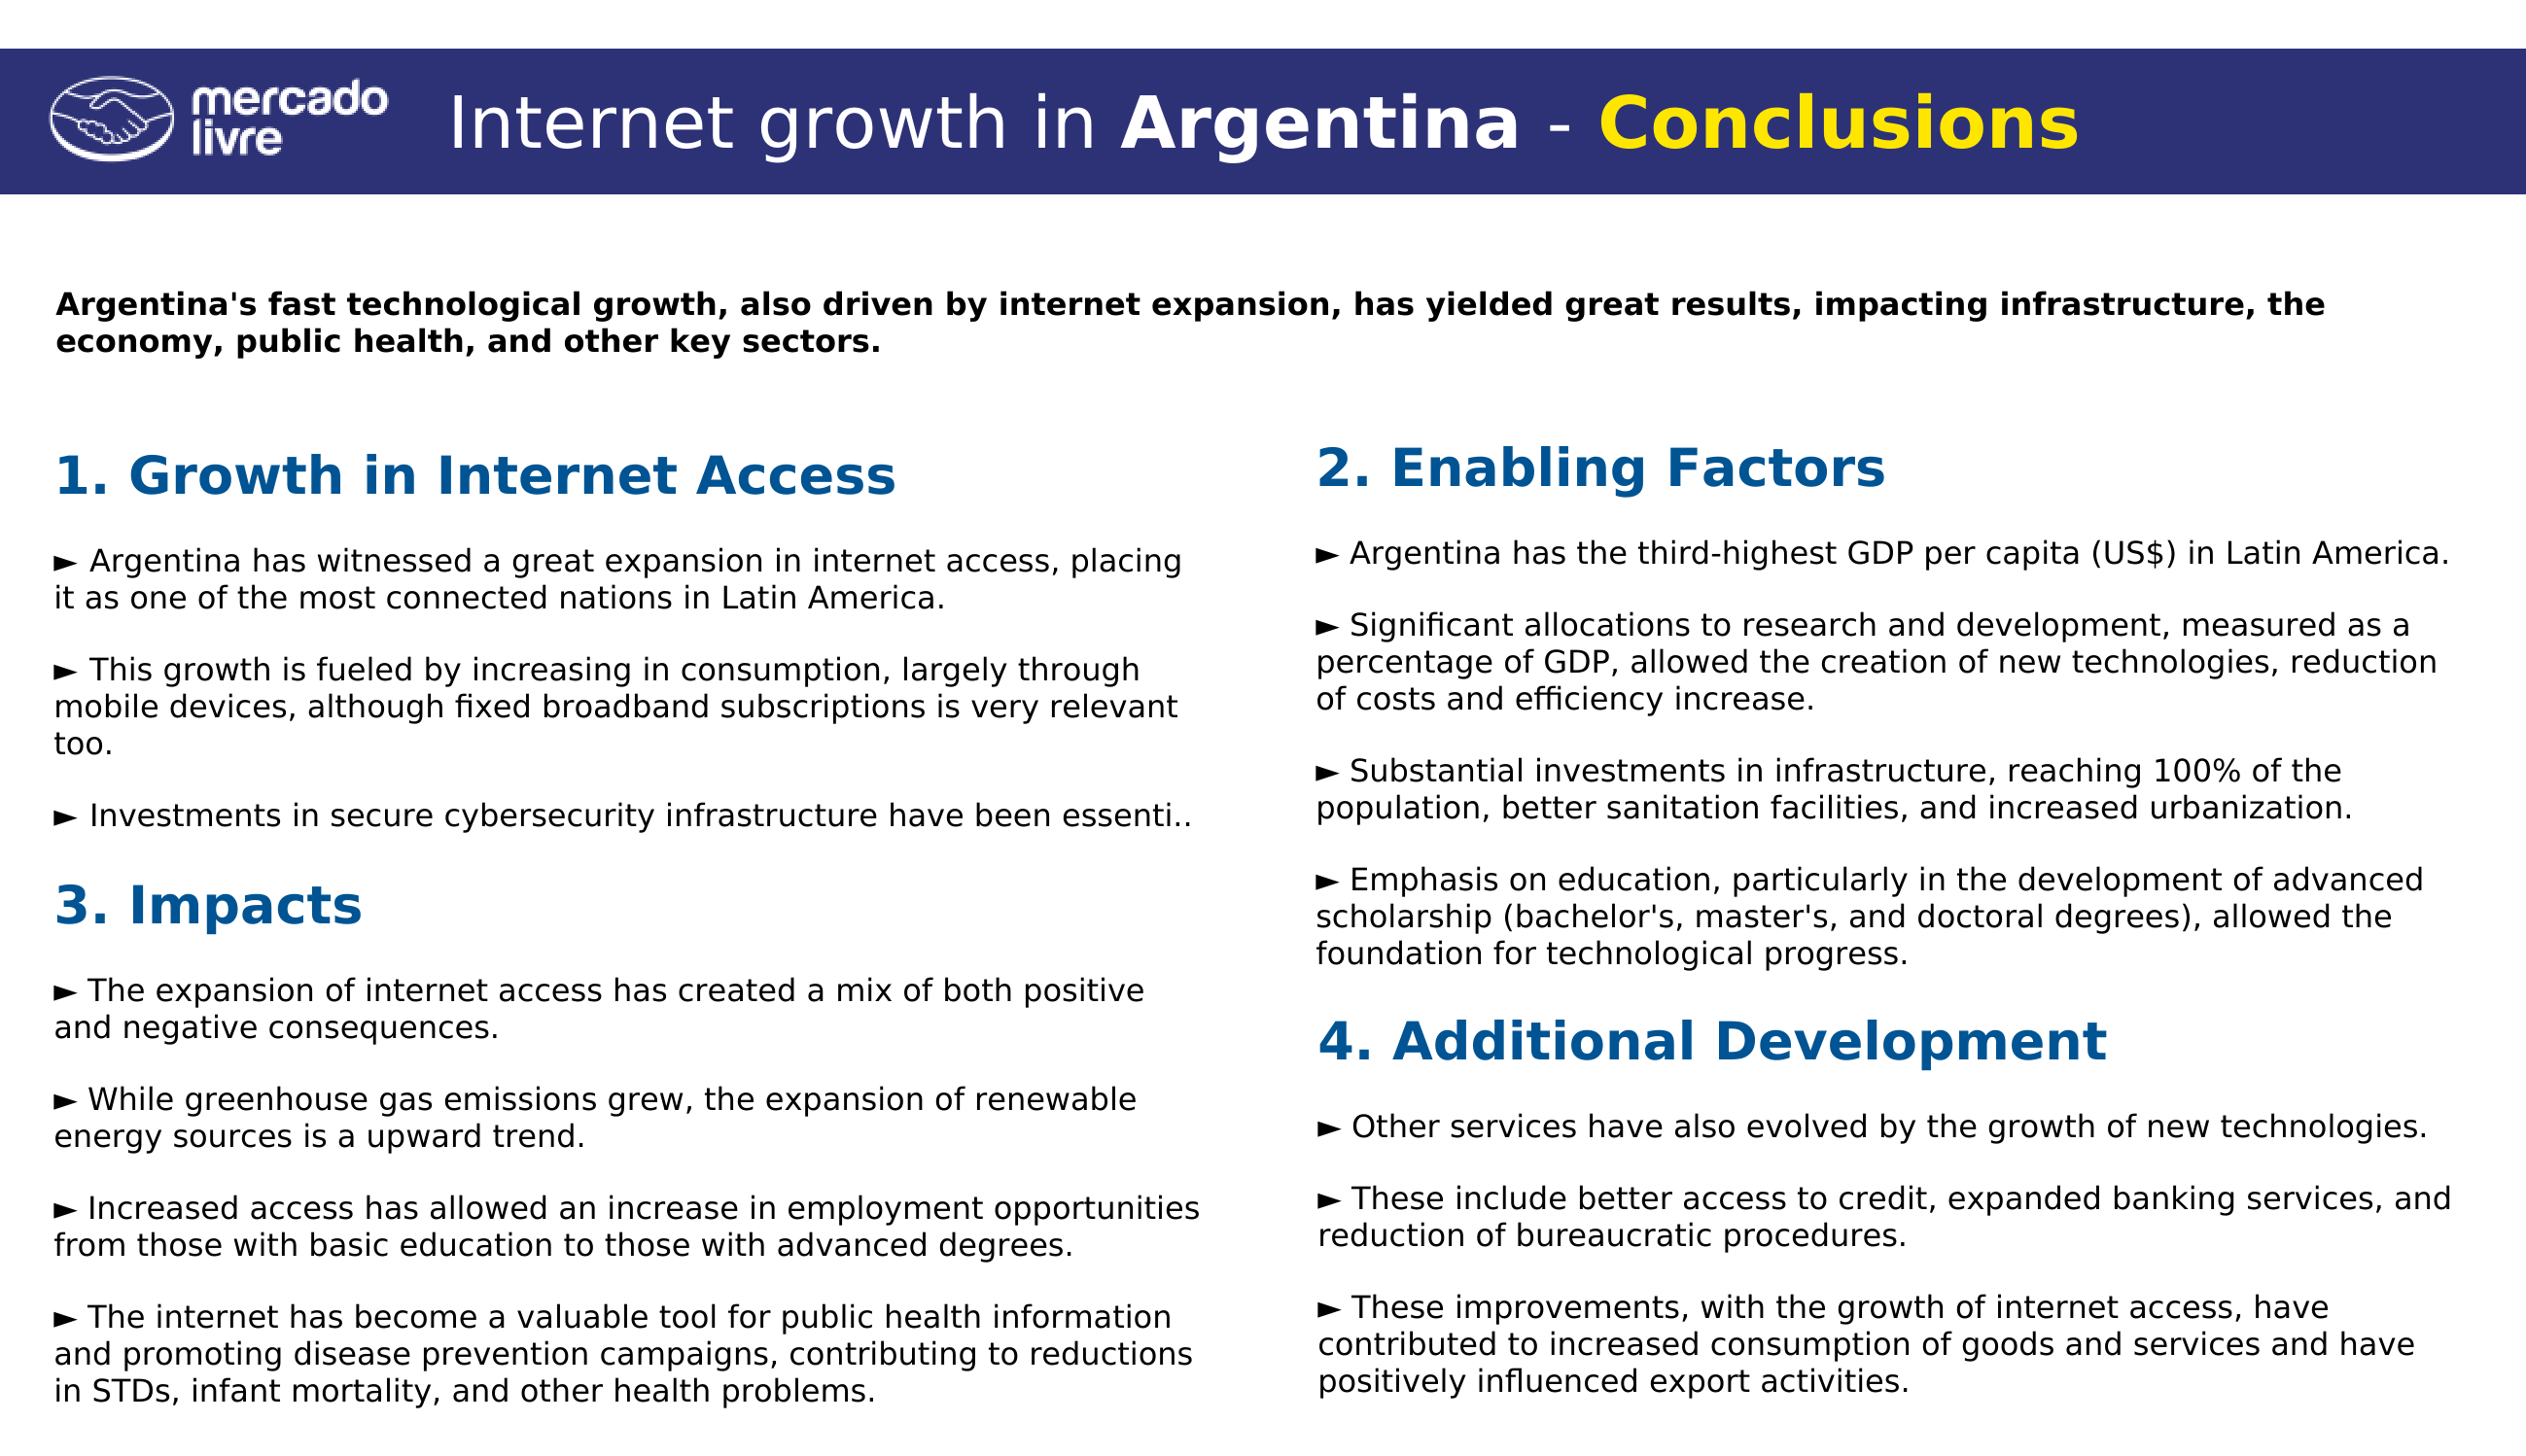 mercado
livre
Internet growth in Argentina - Conclusions
Argentina's fast technological growth, also driven by internet expansion, has yielded great results, impacting infrastructure, the
economy, public health, and other key sectors.
1. Growth in Internet Access
► Argentina has witnessed a great expansion in internet access, placing
it as one of the most connected nations in Latin America.
► This growth is fueled by increasing in consumption, largely through
mobile devices, although fixed broadband subscriptions is very relevant
too.
► Investments in secure cybersecurity infrastructure have been essenti..
2. Enabling Factors
► Argentina has the third-highest GDP per capita (US$) in Latin America.
► Significant allocations to research and development, measured as a
percentage of GDP, allowed the creation of new technologies, reduction
of costs and efficiency increase.
► Substantial investments in infrastructure, reaching 100% of the
population, better sanitation facilities, and increased urbanization.
► Emphasis on education, particularly in the development of advanced
scholarship (bachelor's, master's, and doctoral degrees), allowed the
foundation for technological progress.
3. Impacts
► The expansion of internet access has created a mix of both positive
and negative consequences.
► While greenhouse gas emissions grew, the expansion of renewable
energy sources is a upward trend.
► Increased access has allowed an increase in employment opportunities
from those with basic education to those with advanced degrees.
► The internet has become a valuable tool for public health information
and promoting disease prevention campaigns, contributing to reductions
in STDs, infant mortality, and other health problems.
4. Additional Development
► Other services have also evolved by the growth of new technologies.
► These include better access to credit, expanded banking services, and
reduction of bureaucratic procedures.
► These improvements, with the growth of internet access, have
contributed to increased consumption of goods and services and have
positively influenced export activities.